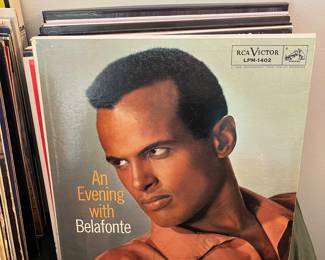 RCA VICTOR
LPM-1402
An
Evening
with
Belafonte